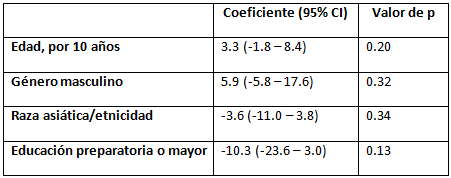 Coeficiente (95% CI) Valor de p
Edad, por 10 años 3.3 (-1.8 – 8.4) 0.20
Género masculino 5.9 (-5.8 – 17.6) 0.32
Raza asiática/etnicidad -3.6 (-11.0 – 3.8) 0.34
Educación preparatoria o mayor -10.3 (-23.6 – 3.0) 0.13